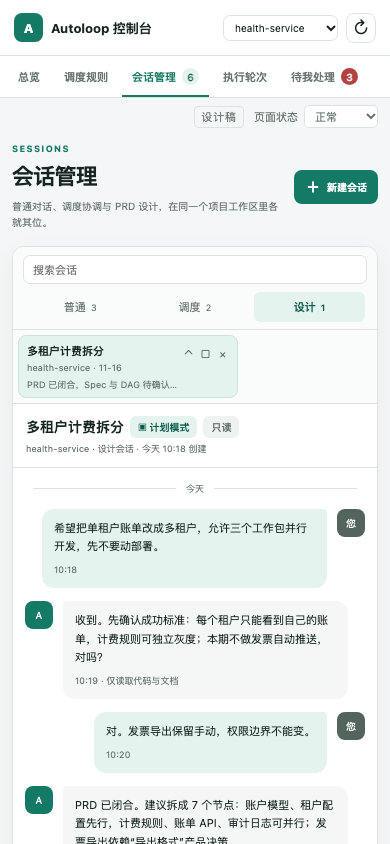 A Autoloop 控制台 health-service
总览 调度规则 会话管理 6 执行轮次 待我处理 3
设计稿 页面状态 正常
SESSIONS
会话管理
+ 新建会话
普通对话、调度协调与 PRD 设计，在同一个项目工作区里各
就其位。
搜索会话
普通 3 调度 2 设计 1
多租户计费拆分
health-service · 11-16
PRD 已闭合，Spec 与 DAG 待确认…
多租户计费拆分 计划模式 只读
health-service · 设计会话 · 今天 10:18 创建
今天
希望把单租户账单改成多租户，允许三个工作包并行
开发，先不要动部署。
10:18
您
A
收到。先确认成功标准：每个租户只能看到自己的账
单，计费规则可独立灰度；本期不做发票自动推送，
对吗？
10:19 · 仅读取代码与文档
对。发票导出保留手动，权限边界不能变。
10:20
您
A
PRD 已闭合。建议拆成 7 个节点：账户模型、租户配
置先行，计费规则、账单 API、审计日志可并行；发
票导出依赖“导出格式”产品决策。